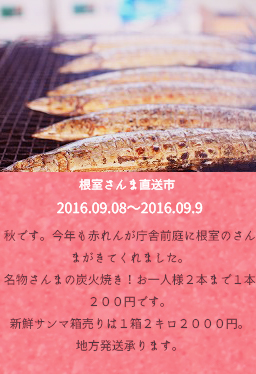 根室さんま直送市
2016.09.08〜2016.09.9
秋です。今年も赤れんが庁舎前庭に根室のさん
まがきてくれました。
名物さんまの炭火焼き！お一人様２本まで１本
２００円です。
新鮮サンマ箱売りは１箱２キロ２０００円。
地方発送承ります。